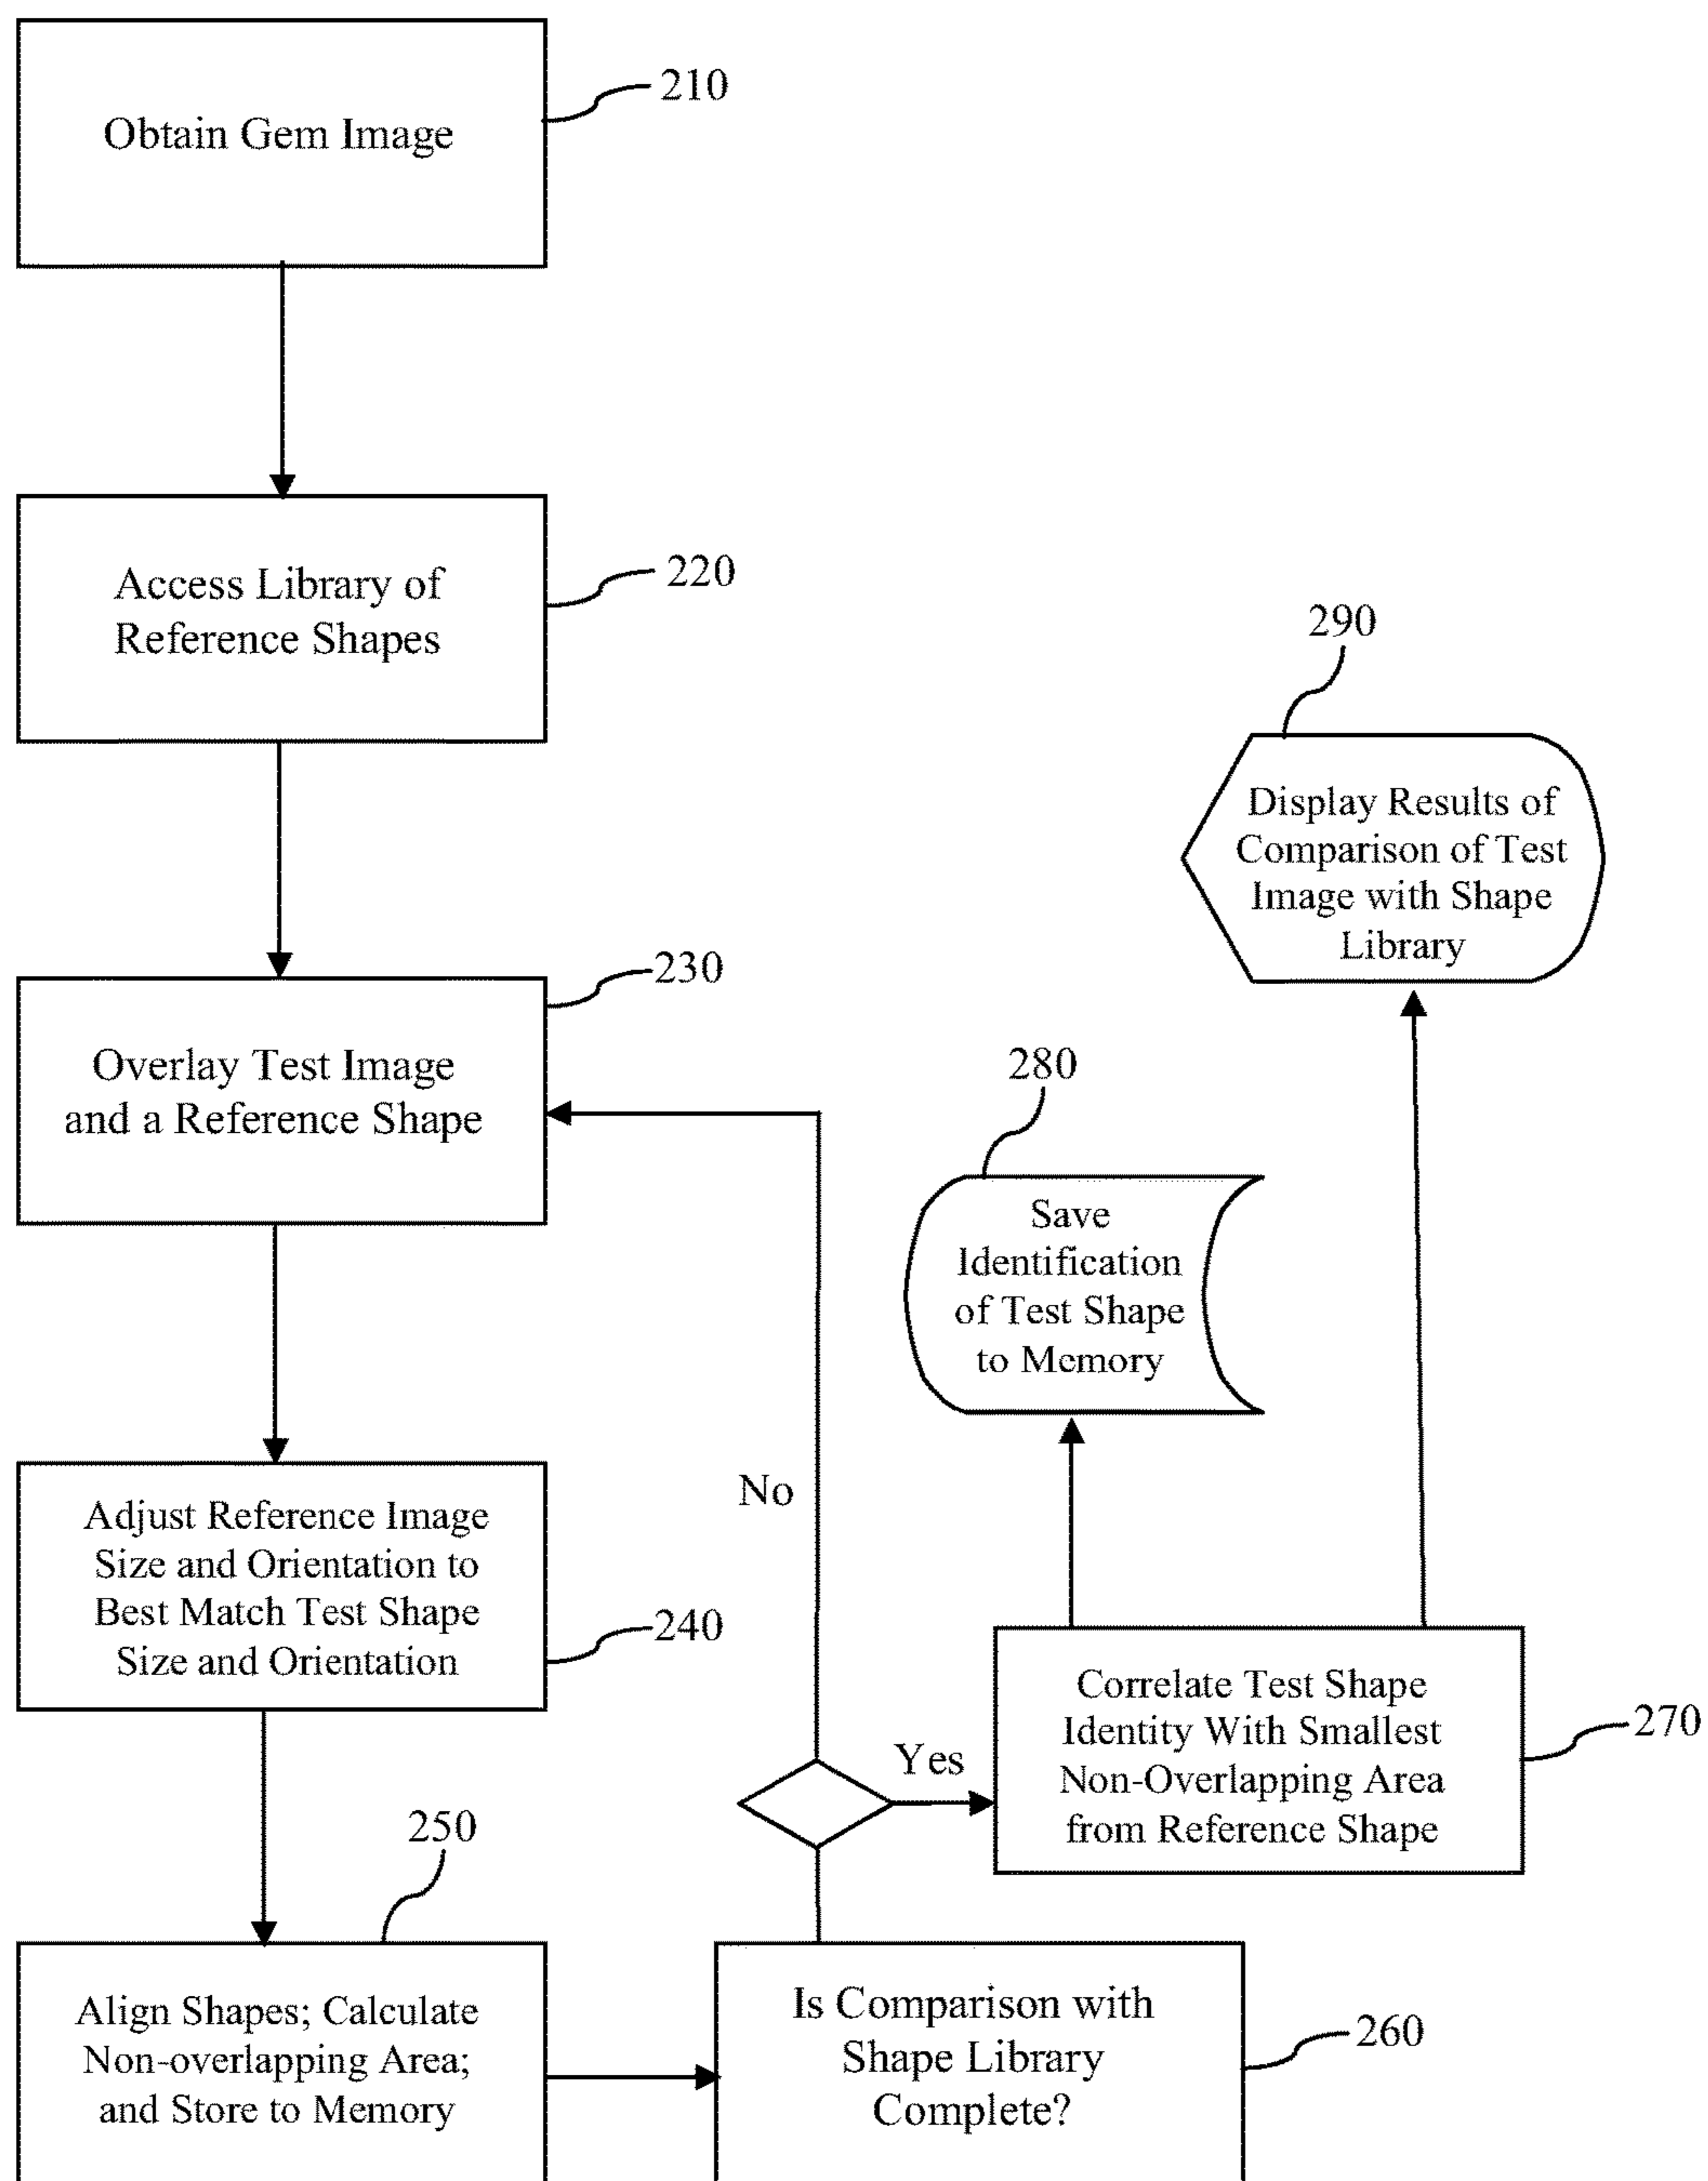 Obtain Gem Image
210
Access Library of
Reference Shapes
220
Overlay Test Image
and a Reference Shape
230
Adjust Reference Image
Size and Orientation to
Best Match Test Shape
Size and Orientation
240
Align Shapes; Calculate
Non-overlapping Area;
and Store to Memory
250
Is Comparison with
Shape Library
Complete?
260
No
Yes
Correlate Test Shape
Identity With Smallest
Non-Overlapping Area
from Reference Shape
270
Save
Identification
of Test Shape
to Memory
280
Display Results of
Comparison of Test
Image with Shape
Library
290